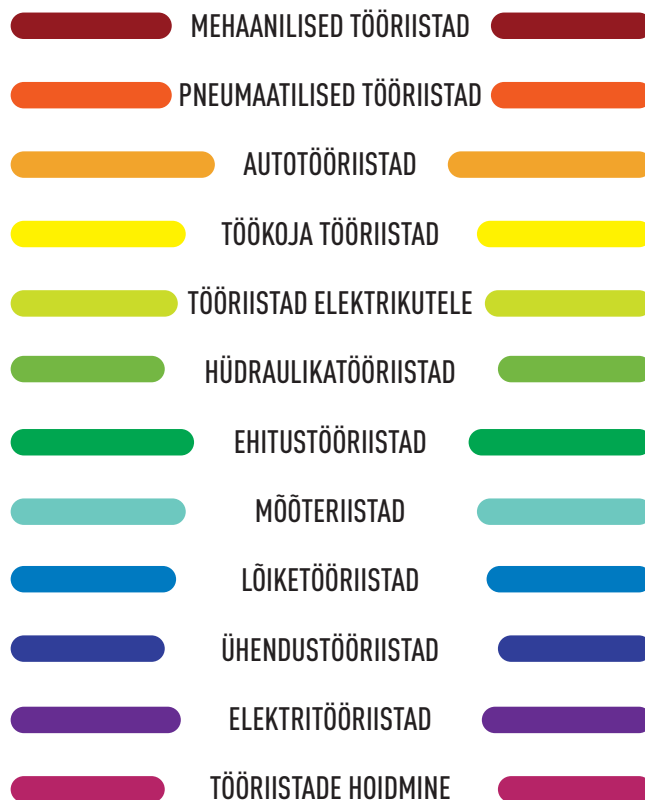 MEHAANILISED TÖÖRIISTAD
PNEUMAATILISED TÖÖRIISTAD
AUTOTÖÖRIISTAD
TÖÖKOJA TÖÖRIISTAD
TÖÖRIISTAD ELEKTRIKUTELE
HÜDRAULIKATÖÖRIISTAD
EHITUSTÖÖRIISTAD
MÕÕTERIISTAD
LÕIKETÖÖRIISTAD
ÜHENDUSTÖÖRIISTAD
ELEKTRITÖÖRIISTAD
TÖÖRIISTADE HOIDMINE